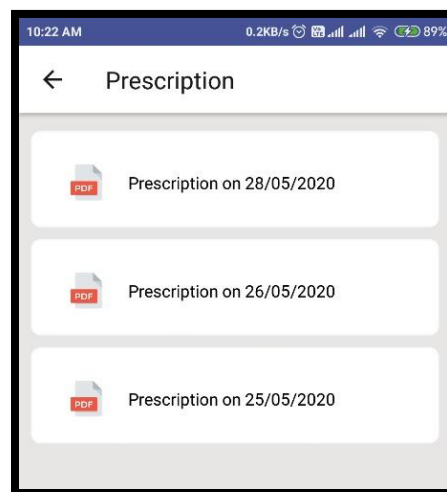 10:22 AM 0.2KB/s 89%
Prescription
PDF Prescription on 28/05/2020
PDF Prescription on 26/05/2020
PDF Prescription on 25/05/2020